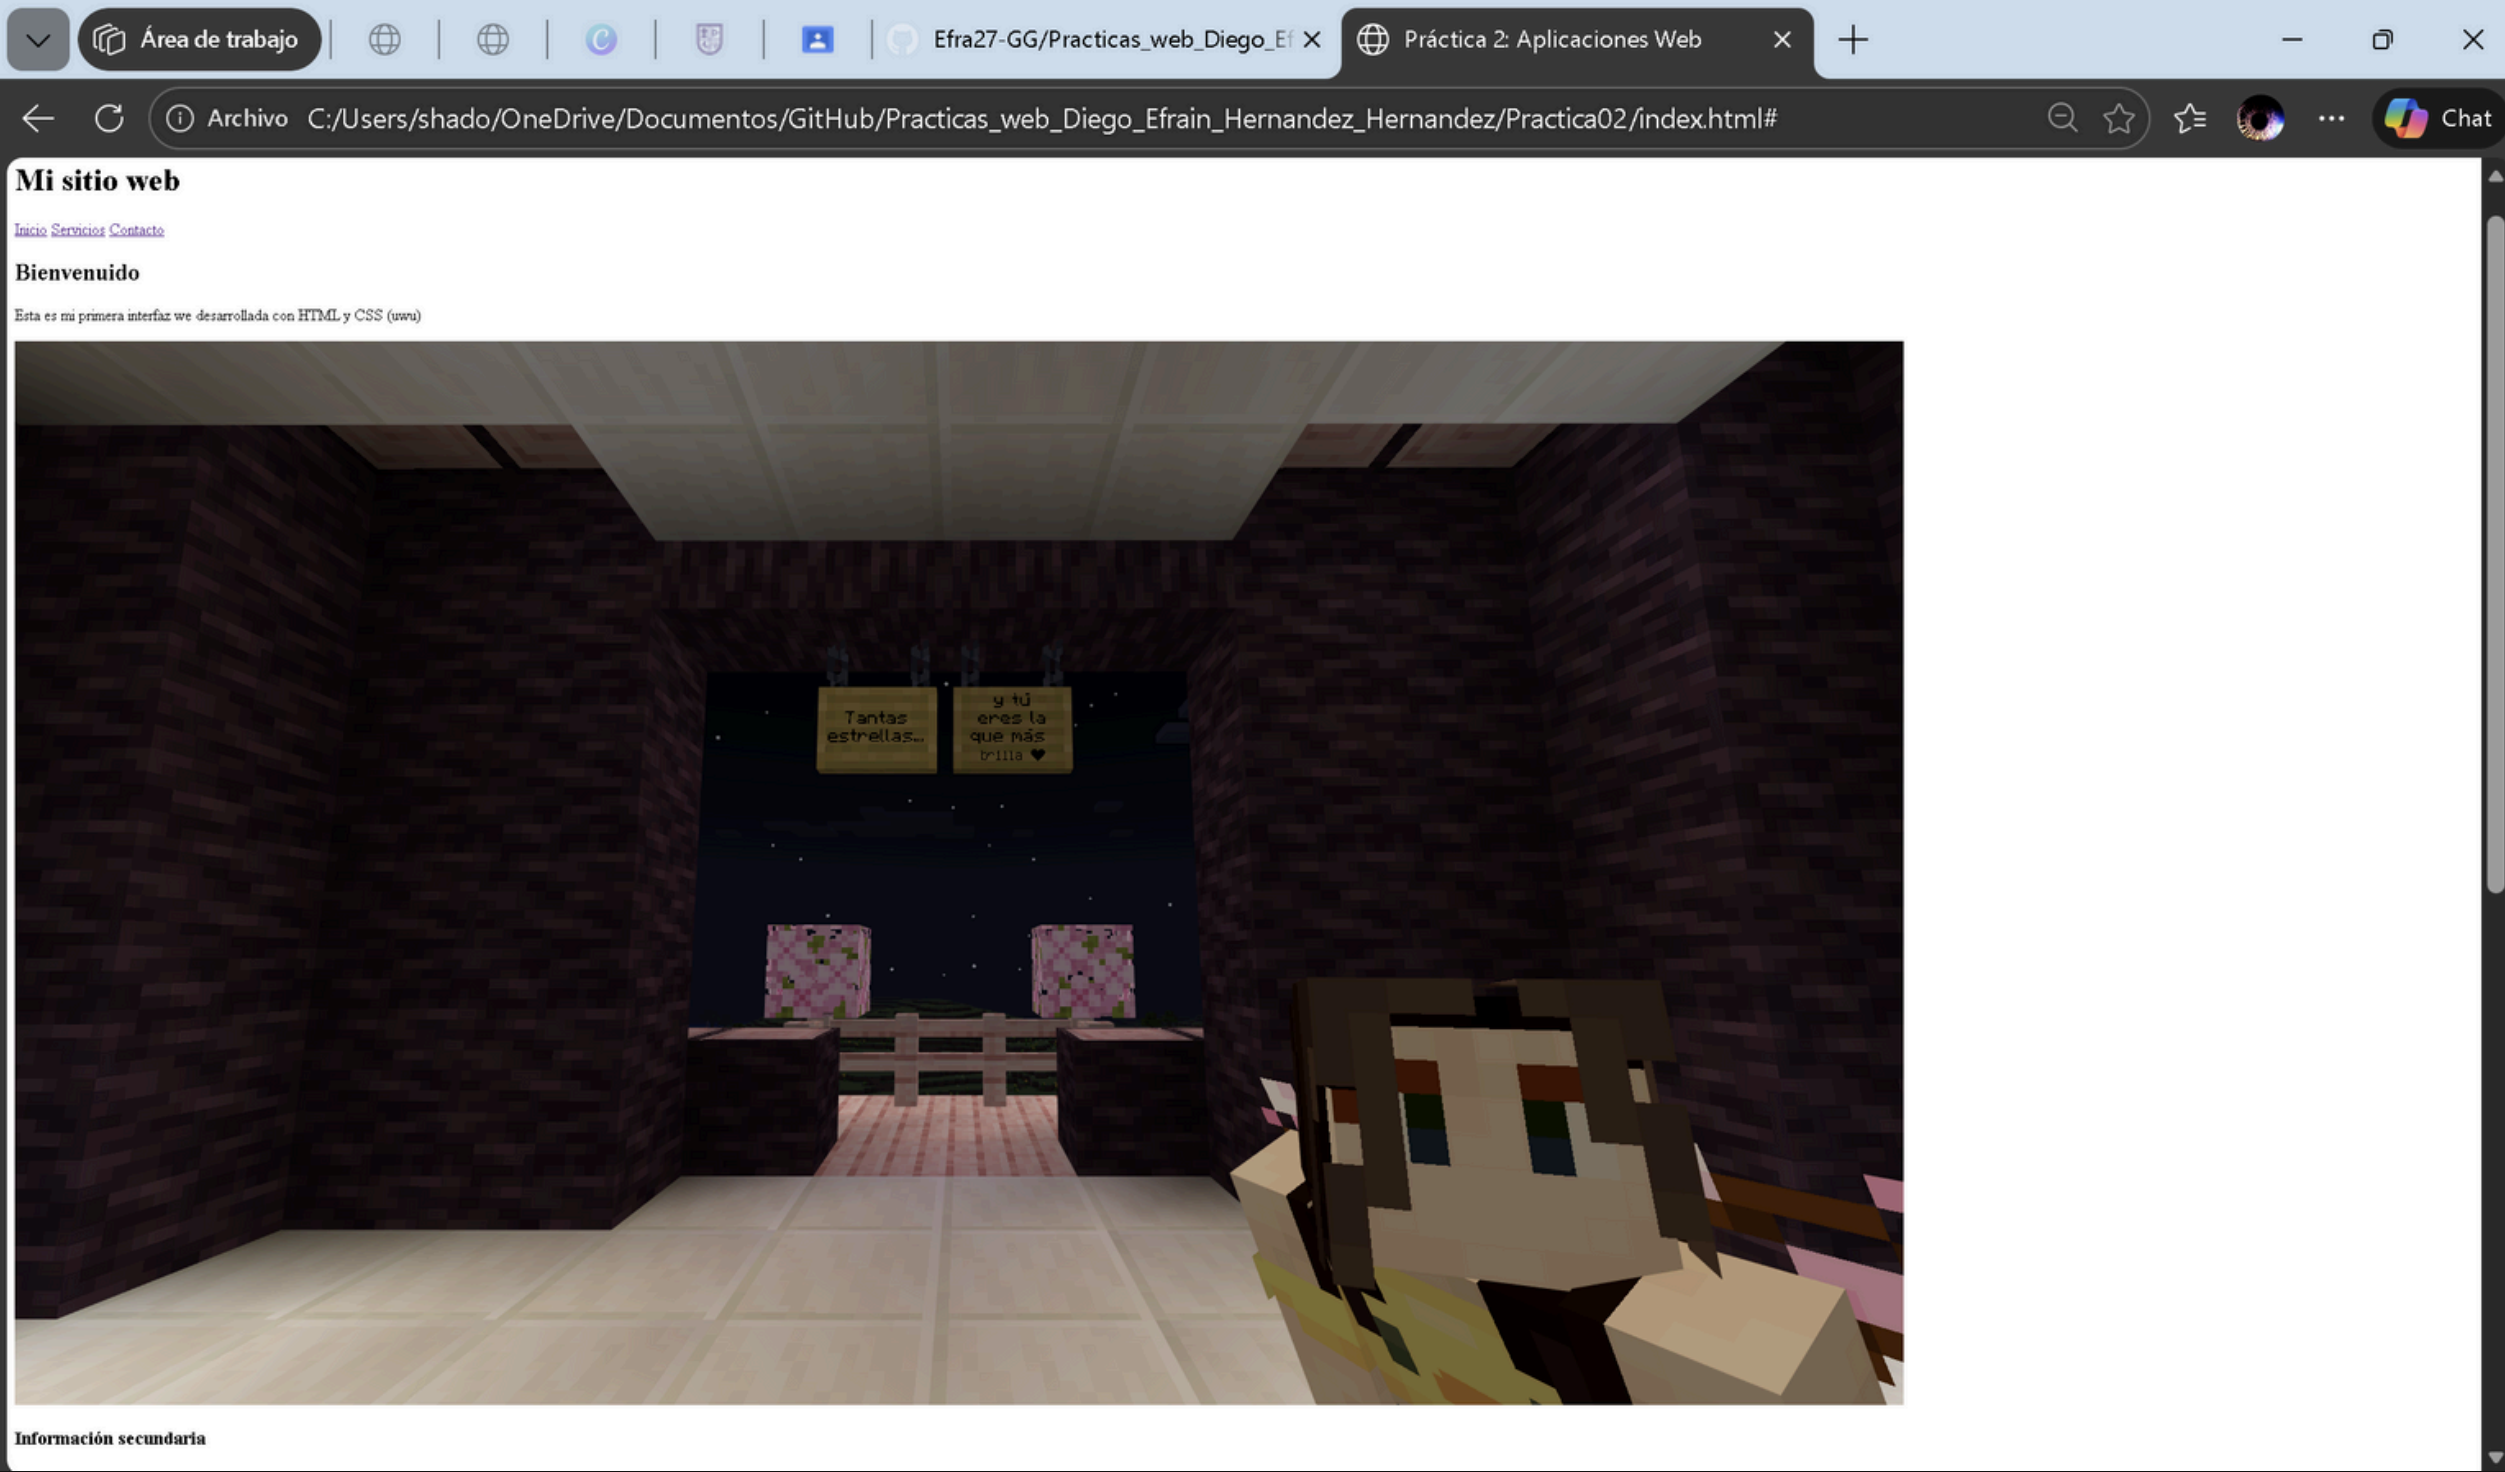 Área de trabajo
Efra27-GG/Practicas_web_Diego_Ef
Práctica 2: Aplicaciones Web
Archivo C:/Users/shado/OneDrive/Documentos/GitHub/Practicas_web_Diego_Efrain_Hernandez_Hernandez/Practica02/index.html#
Chat
Mi sitio web
Inicio Servicios Contacto
Bienvenuido
Esta es mi primera interfaz we desarrollada con HTML y CSS (uwu)
Tantas
estrellas...
y tú
eres la
que más
brilla ♥
Información secundaria